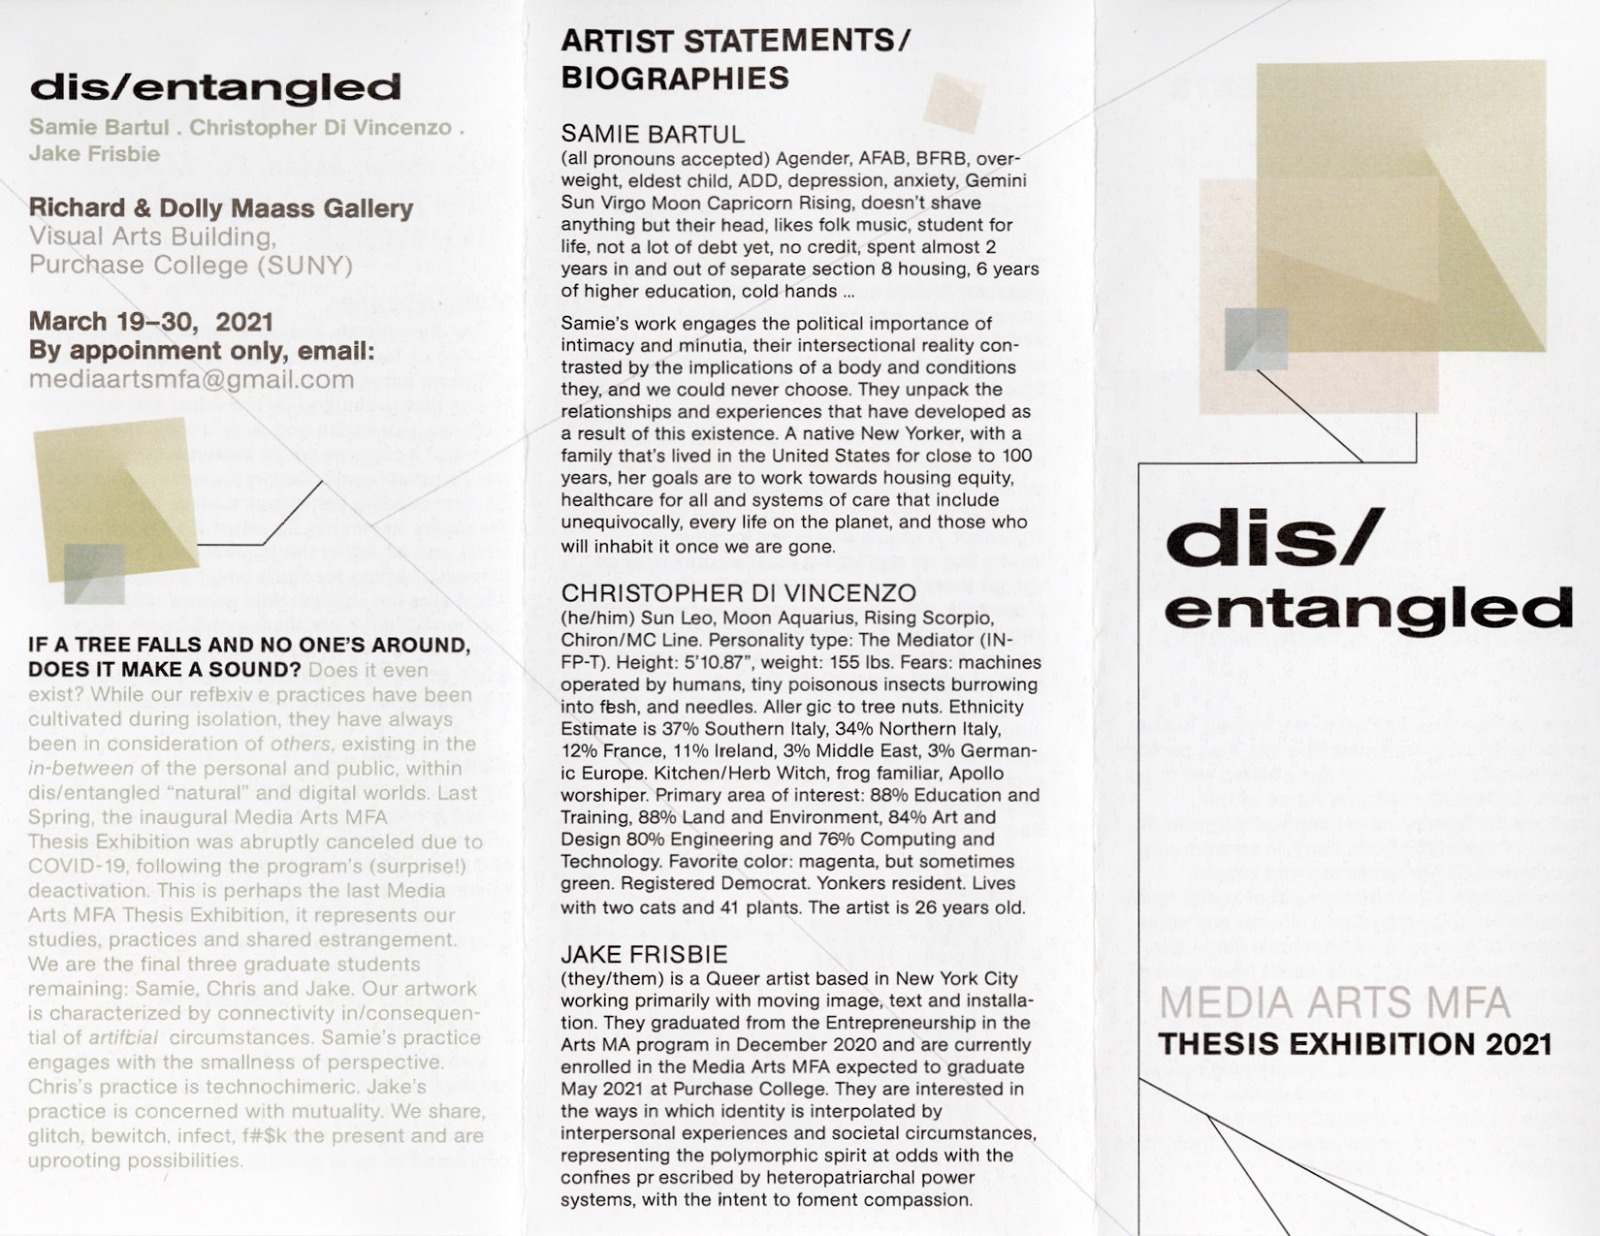 dis/entangled
Samie Bartul . Christopher Di Vincenzo .
Jake Frisbie
Richard & Dolly Maass Gallery
Visual Arts Building,
Purchase College (SUNY)
March 19–30, 2021
By appoinment only, email:
mediaartsmfa@gmail.com
IF A TREE FALLS AND NO ONE'S AROUND,
DOES IT MAKE A SOUND? Does it even
exist? While our refbxiv e practices have been
cultivated during isolation, they have always
been in consideration of others, existing in the
in-between of the personal and public, within
dis/entangled “natural” and digital worlds. Last
Spring, the inaugural Media Arts MFA
Thesis Exhibition was abruptly canceled due to
COVID-19, following the program's (surprise!)
deactivation. This is perhaps the last Media
Arts MFA Thesis Exhibition, it represents our
studies, practices and shared estrangement.
We are the final three graduate students
remaining: Samie, Chris and Jake. Our artwork
is characterized by connectivity in/consequen-
tial of artifcial circumstances. Samie's practice
engages with the smallness of perspective.
Chris's practice is technochimeric. Jake's
practice is concerned with mutuality. We share,
glitch, bewitch, infect, f#$k the present and are
uprooting possibilities.
ARTIST STATEMENTS/
BIOGRAPHIES
SAMIE BARTUL
(all pronouns accepted) Agender, AFAB, BFRB, over-
weight, eldest child, ADD, depression, anxiety, Gemini
Sun Virgo Moon Capricorn Rising, doesn't shave
anything but their head, likes folk music, student for
life, not a lot of debt yet, no credit, spent almost 2
years in and out of separate section 8 housing, 6 years
of higher education, cold hands ...
Samie's work engages the political importance of
intimacy and minutia, their intersectional reality con-
trasted by the implications of a body and conditions
they, and we could never choose. They unpack the
relationships and experiences that have developed as
a result of this existence. A native New Yorker, with a
family that's lived in the United States for close to 100
years, her goals are to work towards housing equity,
healthcare for all and systems of care that include
unequivocally, every life on the planet, and those who
will inhabit it once we are gone.
CHRISTOPHER DI VINCENZO
(he/him) Sun Leo, Moon Aquarius, Rising Scorpio,
Chiron/MC Line. Personality type: The Mediator (IN-
FP-T). Height: 5'10.87", weight: 155 lbs. Fears: machines
operated by humans, tiny poisonous insects burrowing
into fbsh, and needles. Aller gic to tree nuts. Ethnicity
Estimate is 37% Southern Italy, 34% Northern Italy,
12% France, 11% Ireland, 3% Middle East, 3% German-
ic Europe. Kitchen/Herb Witch, frog familiar, Apollo
worshiper. Primary area of interest: 88% Education and
Training, 88% Land and Environment, 84% Art and
Design 80% Engineering and 76% Computing and
Technology. Favorite color: magenta, but sometimes
green. Registered Democrat. Yonkers resident. Lives
with two cats and 41 plants. The artist is 26 years old.
JAKE FRISBIE
(they/them) is a Queer artist based in New York City
working primarily with moving image, text and installa-
tion. They graduated from the Entrepreneurship in the
Arts MA program in December 2020 and are currently
enrolled in the Media Arts MFA expected to graduate
May 2021 at Purchase College. They are interested in
the ways in which identity is interpolated by
interpersonal experiences and societal circumstances,
representing the polymorphic spirit at odds with the
confnes pr escribed by heteropatriarchal power
systems, with the intent to foment compassion.
dis/
entangled
MEDIA ARTS MFA
THESIS EXHIBITION 2021